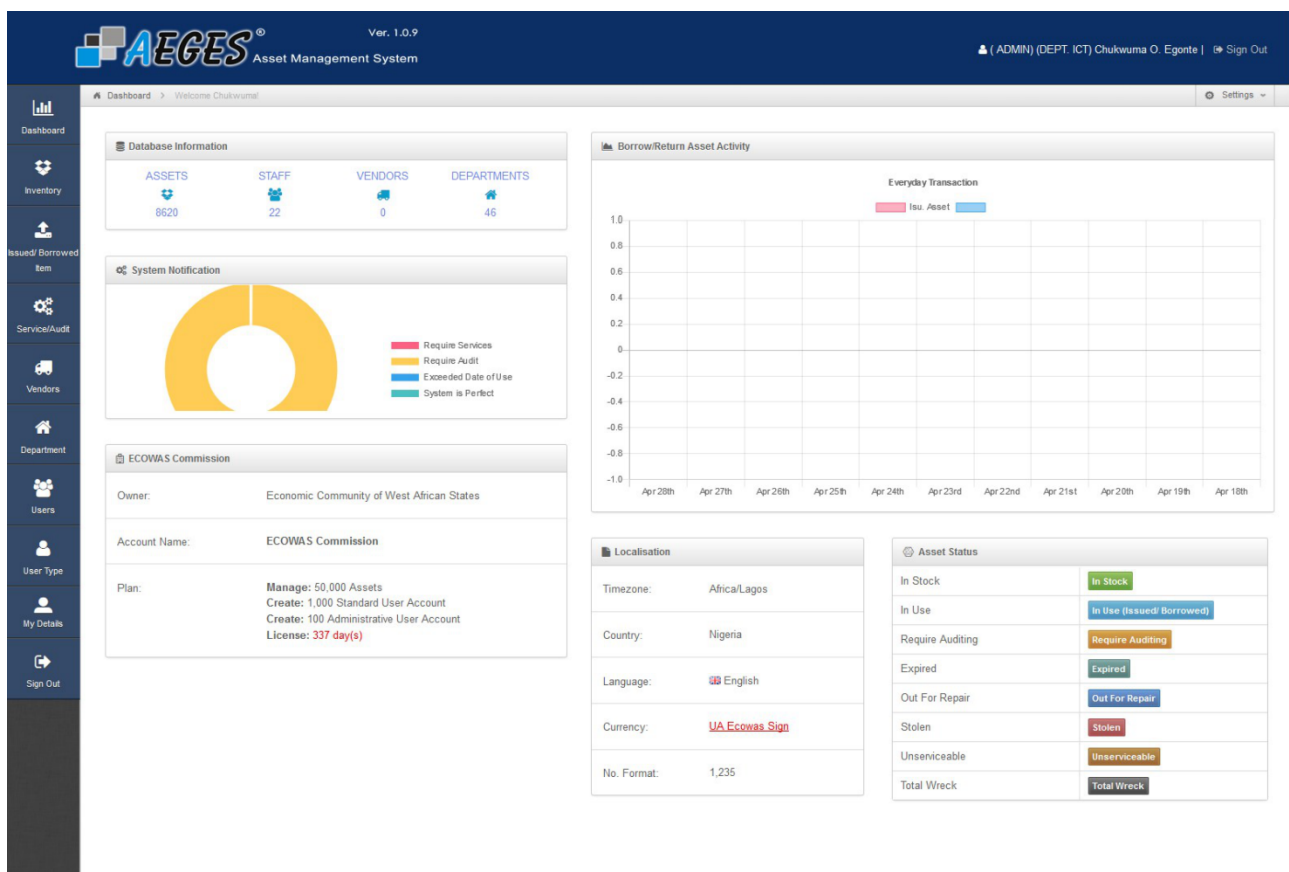 AEGES®
Ver. 1.0.9
Asset Management System
( ADMIN) (DEPT. ICT) Chukwuma O. Egonte | Sign Out
Dashboard > Welcome Chukwuma!
Settings
Dashboard
Inventory
Issued/ Borrowed
Item
Service/Audit
Vendors
Department
Users
User Type
My Details
Sign Out
Database Information
ASSETS STAFF VENDORS DEPARTMENTS
8620 22 0 46
System Notification
Require Services
Require Audit
Exceeded Date of Use
System is Perfect
ECOWAS Commission
Owner: Economic Community of West African States
Account Name: ECOWAS Commission
Plan: Manage: 50,000 Assets
Create: 1,000 Standard User Account
Create: 100 Administrative User Account
License: 337 day(s)
Borrow/Return Asset Activity
Everyday Transaction
Isu. Asset
1.0
0.8
0.6
0.4
0.2
0
-0.2
-0.4
-0.6
-0.8
-1.0
Apr 28th Apr 27th Apr 26th Apr 25th Apr 24th Apr 23rd Apr 22nd Apr 21st Apr 20th Apr 19th Apr 18th
Localisation
Timezone: Africa/Lagos
Country: Nigeria
Language: English
Currency: UA Ecowas Sign
No. Format: 1,235
Asset Status
In Stock In Stock
In Use In Use (Issued/ Borrowed)
Require Auditing Require Auditing
Expired Expired
Out For Repair Out For Repair
Stolen Stolen
Unserviceable Unserviceable
Total Wreck Total Wreck